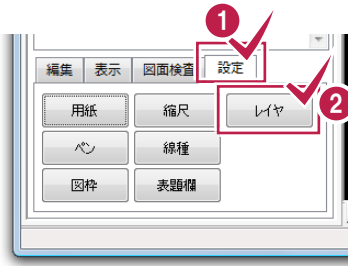 1
編集 表示 図面検査 設定
2
用紙 縮尺 レイヤ
ペン 線種
図枠 表題欄